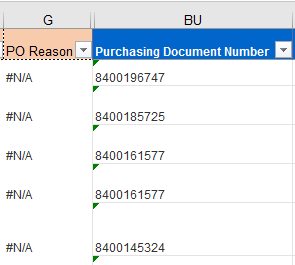 G BU
PO Reason Purchasing Document Number
#N/A 8400196747
#N/A 8400185725
#N/A 8400161577
#N/A 8400161577
#N/A 8400145324